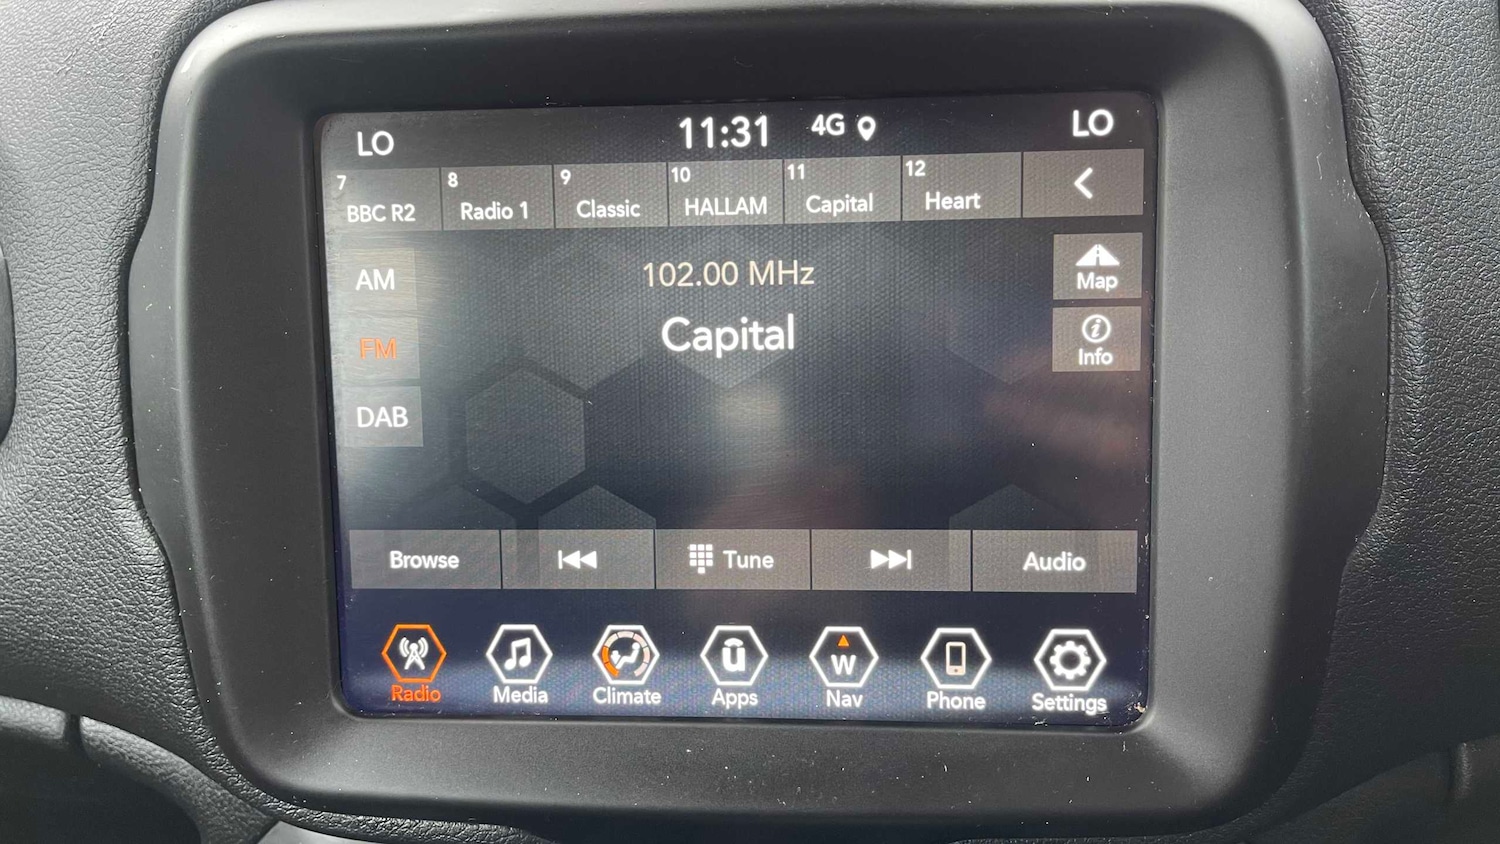 LO 11:31 4G LO
7 8 9 10 11 12
BBC R2 Radio 1 Classic HALLAM Capital Heart
AM 102.00 MHz Map
FM Capital Info
DAB
Browse Tune Audio
u W
Radio Media Climate Apps Nav Phone Settings